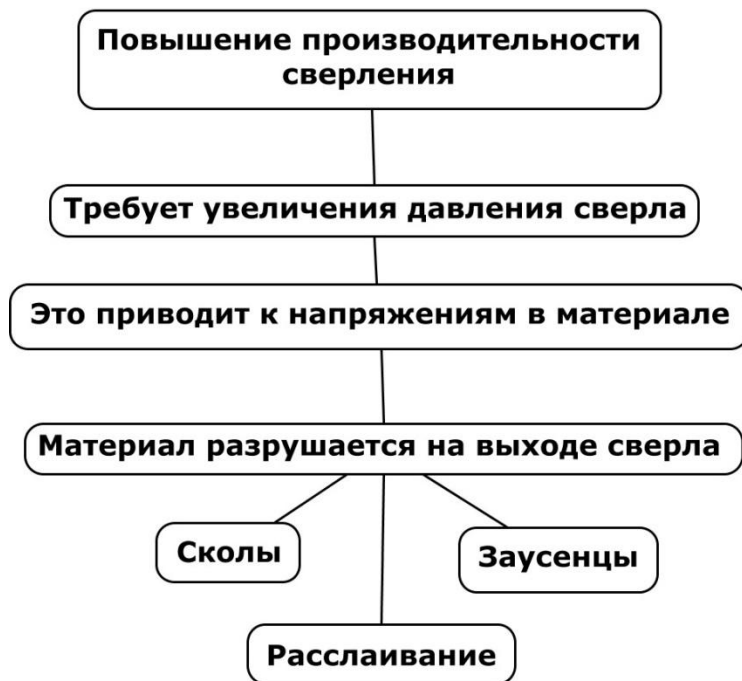 Повышение производительности
сверления
Требует увеличения давления сверла
Это приводит к напряжениям в материале
Материал разрушается на выходе сверла
Сколы
Заусенцы
Расслаивание